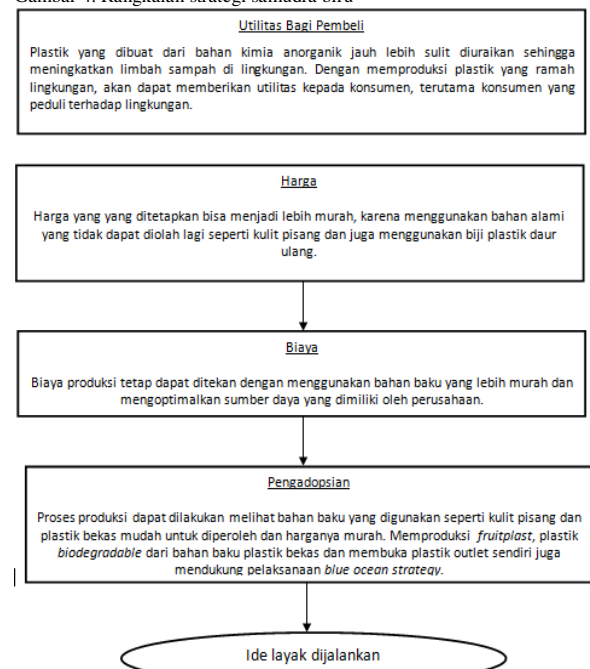 Gambar 4. Rangkaian strategi samudra biru
Utilitas Bagi Pembeli
Plastik yang dibuat dari bahan kimia anorganik jauh lebih sulit diuraikan sehingga
meningkatkan limbah sampah di lingkungan. Dengan memproduksi plastik yang ramah
lingkungan, akan dapat memberikan utilitas kepada konsumen, terutama konsumen yang
peduli terhadap lingkungan.
Harga
Harga yang yang ditetapkan bisa menjadi lebih murah, karena menggunakan bahan alami
yang tidak dapat diolah lagi seperti kulit pisang dan juga menggunakan biji plastik daur
ulang.
Biaya
Biaya produksi tetap dapat ditekan dengan menggunakan bahan baku yang lebih murah dan
mengoptimalkan sumber daya yang dimiliki oleh perusahaan.
Pengadopsian
Proses produksi dapat dilakukan melihat bahan baku yang digunakan seperti kulit pisang dan
plastik bekas mudah untuk diperoleh dan harganya murah. Memproduksi fruitplast, plastik
biodegradable dari bahan baku plastik bekas dan membuka plastik outlet sendiri juga
mendukung pelaksanaan blue ocean strategy.
Ide layak dijalankan